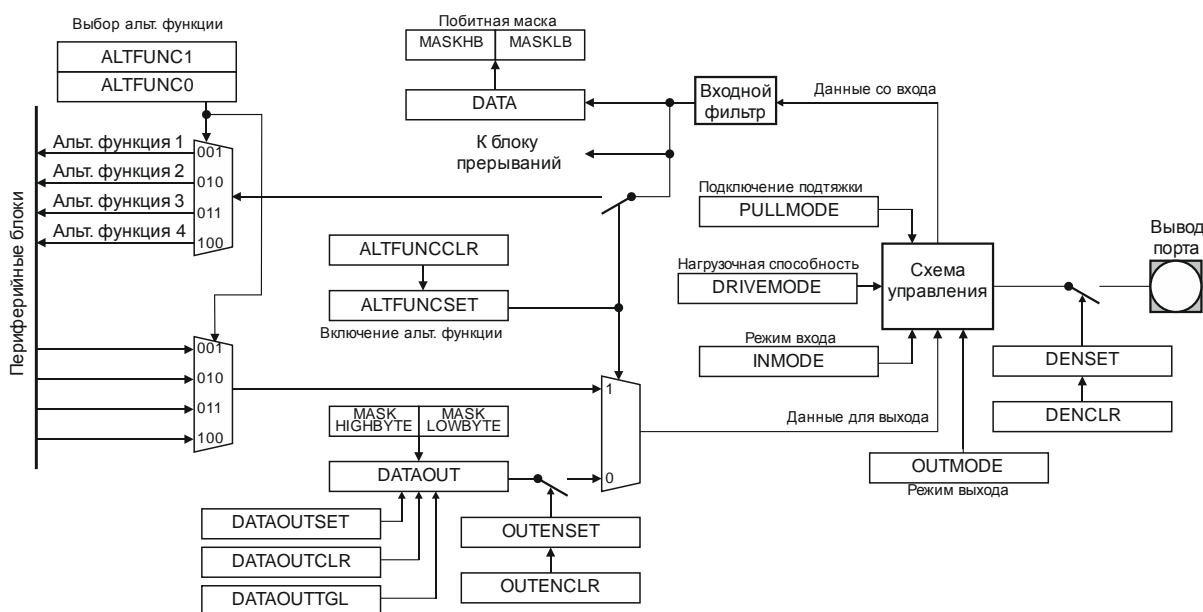 Выбор альт. функции
ALTFUNC1
ALTFUNC0
Побитная маска
MASKHB
MASKLB
DATA
Входной
фильтр
Данные со входа
К блоку
прерываний
Периферийные блоки
Альт. функция 1
Альт. функция 2
Альт. функция 3
Альт. функция 4
001
010
011
100
ALTFUNCCLR
ALTFUNCSET
Включение альт. функции
Подключение подтяжки
PULLMODE
Нагрузочная способность
DRIVEMODE
Режим входа
INMODE
Схема
управления
Вывод
порта
DENSET
DENCLR
001
010
011
100
1
0
Данные для выхода
MASK
HIGHBYTE
MASK
LOWBYTE
DATAOUT
OUTMODE
Режим выхода
DATAOUTSET
DATAOUTCLR
DATAOUTTGL
OUTENSET
OUTENCLR